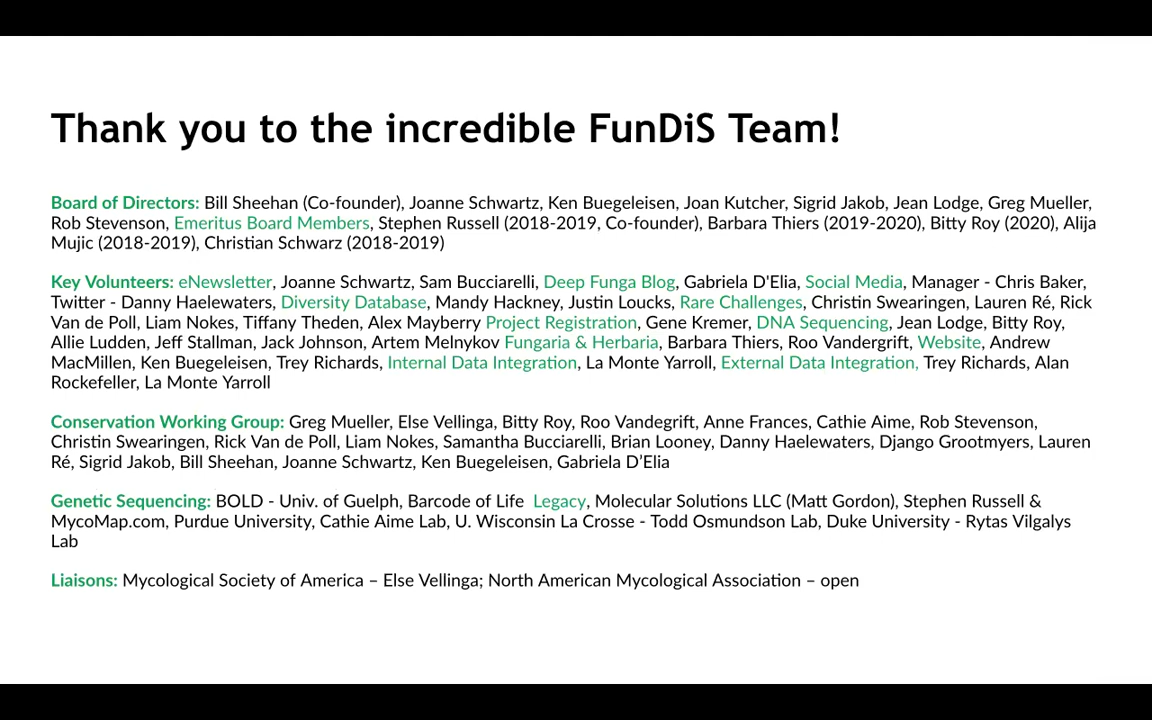 Thank you to the incredible FunDiS Team!
Board of Directors: Bill Sheehan (Co-founder), Joanne Schwartz, Ken Buegeleisen, Joan Kutcher, Sigrid Jakob, Jean Lodge, Greg Mueller,
Rob Stevenson, Emeritus Board Members, Stephen Russell (2018-2019, Co-founder), Barbara Thiers (2019-2020), Bitty Roy (2020), Alija
Mujic (2018-2019), Christian Schwarz (2018-2019)
Key Volunteers: eNewsletter, Joanne Schwartz, Sam Bucciarelli, Deep Funga Blog, Gabriela D'Elia, Social Media, Manager - Chris Baker,
Twitter - Danny Haelewaters, Diversity Database, Mandy Hackney, Justin Loucks, Rare Challenges, Christin Swearingen, Lauren Ré, Rick
Van de Poll, Liam Nokes, Tiffany Theden, Alex Mayberry Project Registration, Gene Kremer, DNA Sequencing, Jean Lodge, Bitty Roy,
Allie Ludden, Jeff Stallman, Jack Johnson, Artem Melnykov Fungaria & Herbaria, Barbara Thiers, Roo Vandergrift, Website, Andrew
MacMillen, Ken Buegeleisen, Trey Richards, Internal Data Integration, La Monte Yarroll, External Data Integration, Trey Richards, Alan
Rockefeller, La Monte Yarroll
Conservation Working Group: Greg Mueller, Else Vellinga, Bitty Roy, Roo Vandegrift, Anne Frances, Cathie Aime, Rob Stevenson,
Christin Swearingen, Rick Van de Poll, Liam Nokes, Samantha Bucciarelli, Brian Looney, Danny Haelewaters, Django Grootmyers, Lauren
Ré, Sigrid Jakob, Bill Sheehan, Joanne Schwartz, Ken Buegeleisen, Gabriela D’Elia
Genetic Sequencing: BOLD - Univ. of Guelph, Barcode of Life Legacy, Molecular Solutions LLC (Matt Gordon), Stephen Russell &
MycoMap.com, Purdue University, Cathie Aime Lab, U. Wisconsin La Crosse - Todd Osmundson Lab, Duke University - Rytas Vilgalys
Lab
Liaisons: Mycological Society of America – Else Vellinga; North American Mycological Association – open